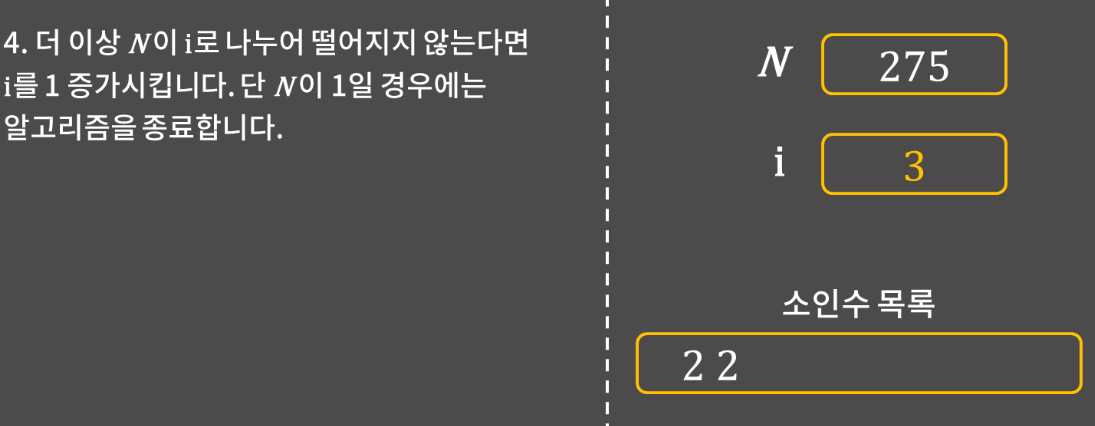 4. 더 이상 N이 i로 나누어 떨어지지 않는다면
i를 1 증가시킵니다. 단 N이 1일 경우에는
알고리즘을 종료합니다.
N 275
i 3
소인수 목록
2 2